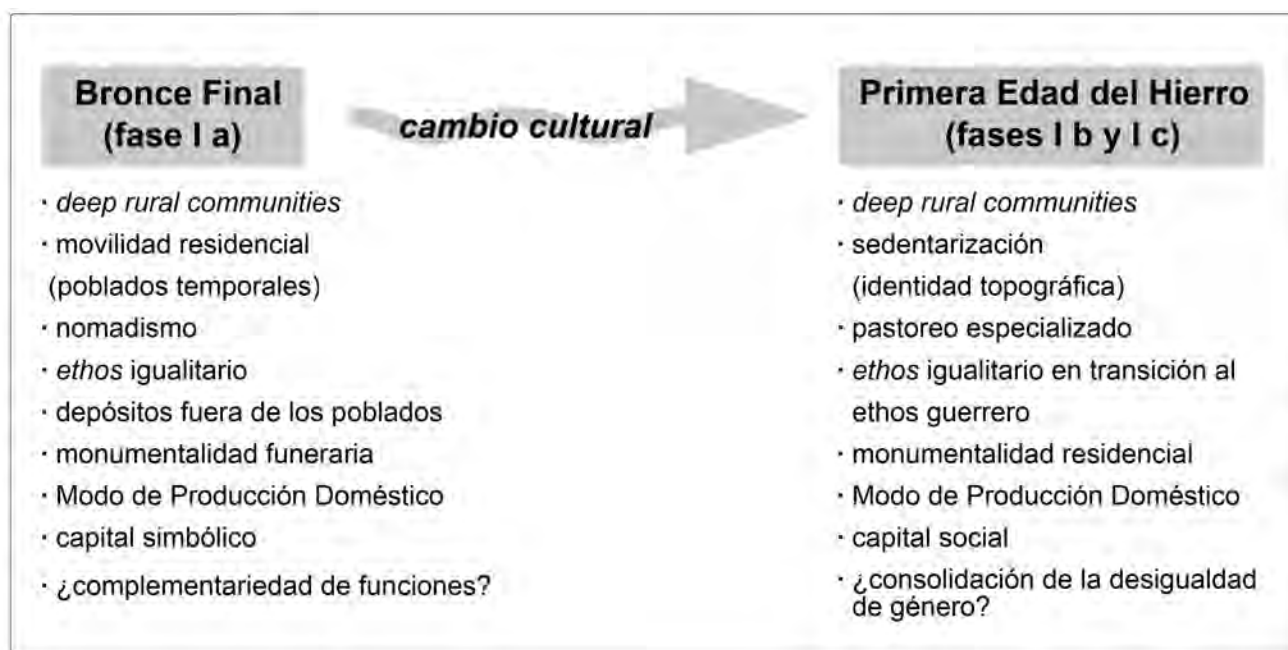 Bronce Final
(fase I a)
cambio cultural
Primera Edad del Hierro
(fases I b y I c)
· deep rural communities
· movilidad residencial
(poblados temporales)
· nomadismo
· ethos igualitario
· depósitos fuera de los poblados
· monumentalidad funeraria
· Modo de Producción Doméstico
· capital simbólico
· ¿complementariedad de funciones?
· deep rural communities
· sedentarización
(identidad topográfica)
· pastoreo especializado
· ethos igualitario en transición al
ethos guerrero
· monumentalidad residencial
· Modo de Producción Doméstico
· capital social
· ¿consolidación de la desigualdad
de género?